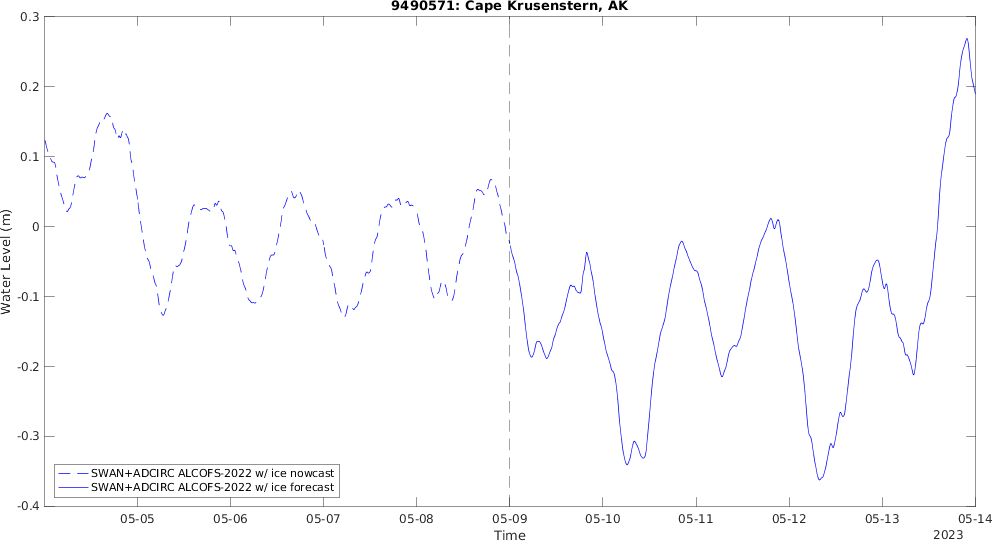 9490571: Cape Krusenstern, AK
0.3
0.2
0.1
0
-0.1
-0.2
-0.3
-0.4
Water Level (m)
SWAN+ADCIRC ALCOFS-2022 w/ ice nowcast
SWAN+ADCIRC ALCOFS-2022 w/ ice forecast
05-05 05-06 05-07 05-08 05-09 05-10 05-11 05-12 05-13 05-14
Time
2023